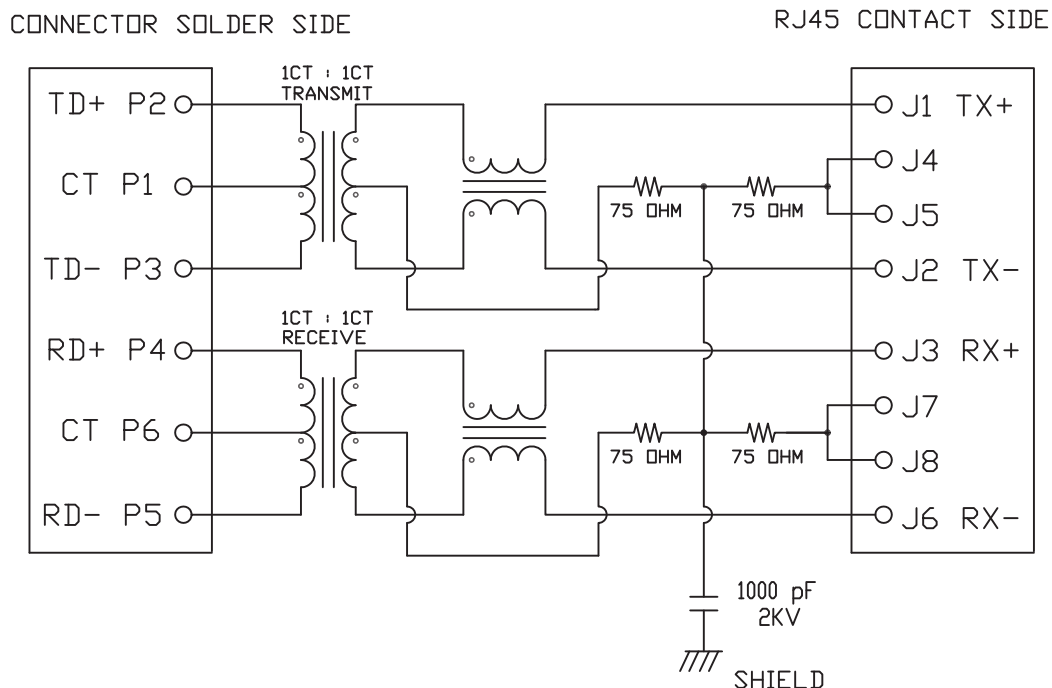 CONNECTOR SOLDER SIDE
RJ45 CONTACT SIDE
1CT : 1CT
TRANSMIT
TD+ P2
J1 TX+
J4
CT P1
75 OHM
75 OHM
J5
TD- P3
J2 TX-
1CT : 1CT
RECEIVE
RD+ P4
J3 RX+
J7
CT P6
75 OHM
75 OHM
J8
RD- P5
J6 RX-
1000 pF
2KV
SHIELD